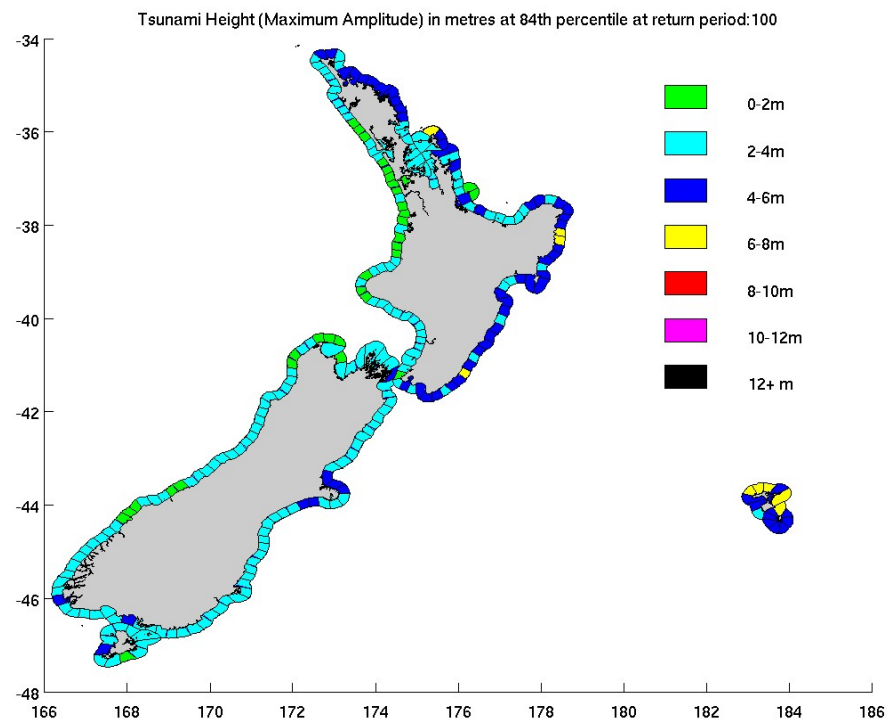 Tsunami Height (Maximum Amplitude) in metres at 84th percentile at return period:100
-34
-36
-38
-40
-42
-44
-46
-48
166
168
170
172
174
176
178
180
182
184
186
0-2m
2-4m
4-6m
6-8m
8-10m
10-12m
12+ m